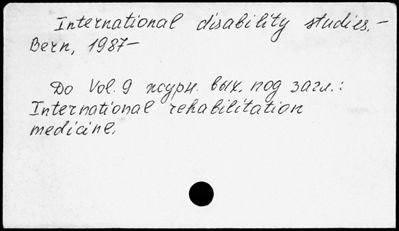 International disability studies. -
Bern, 1987-
До Vol. 9 журн. вых. под загл.:
International rehabilitation
medicine.